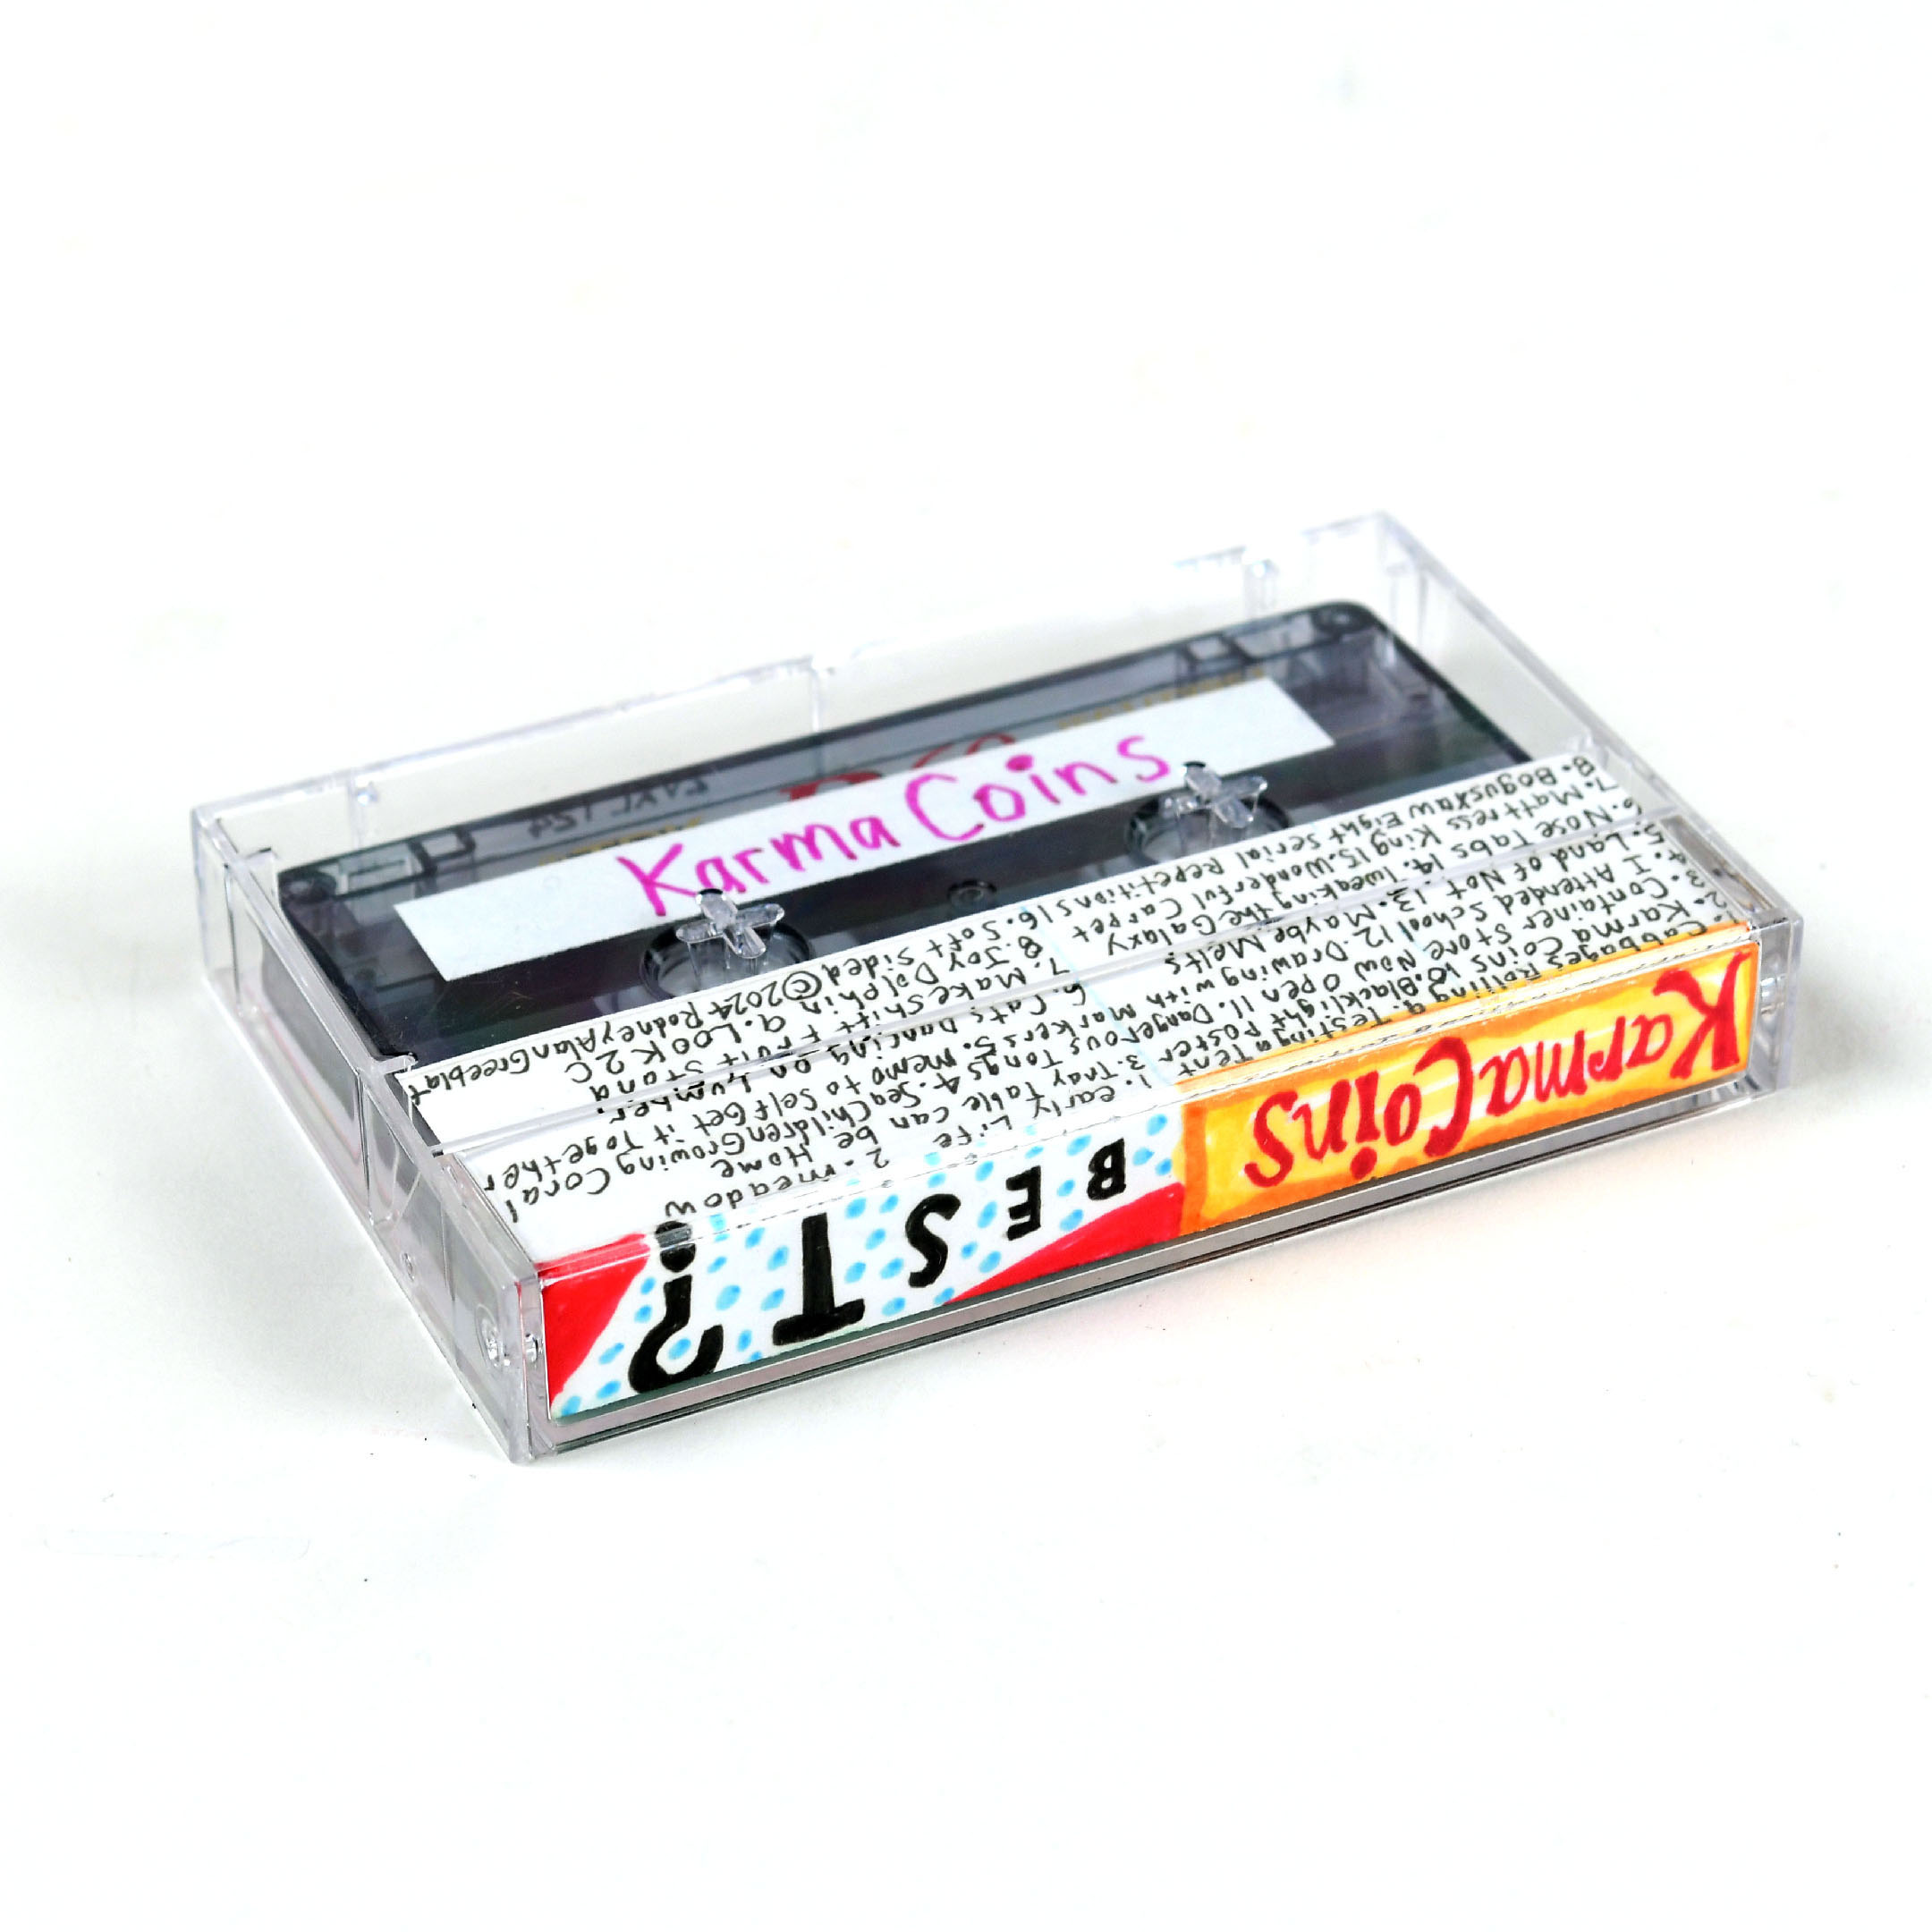 Karma Coins
Karma Coins
BEST?
Cabbages Rolling 9. Testing a Tent
2. Karma Coins 10. Blacklight Poster
3. Container Store Now Open 11. Dangerous Tongs
4. I Attended School 12. Drawing with Markers
5. Land of Not 13. Maybe Melts
6. Nose Tabs 14. Tweaking the Galaxy
7. Mattress King 15. Wonderful Carpet
8. Bogustaw Eight Serial Repetitions 16. Soft Sided © 2024 Rodney Alan Greeblat
1. early Life 2. meadow
3. Tray Table can be Home
4. Sea Children Growing Coral
5. memo to Self Get it Together
6. Cats Dancing on Lumber
7. Makeshift Fruit Stand
8. Joy Dolphin 9. LOOK 2 C